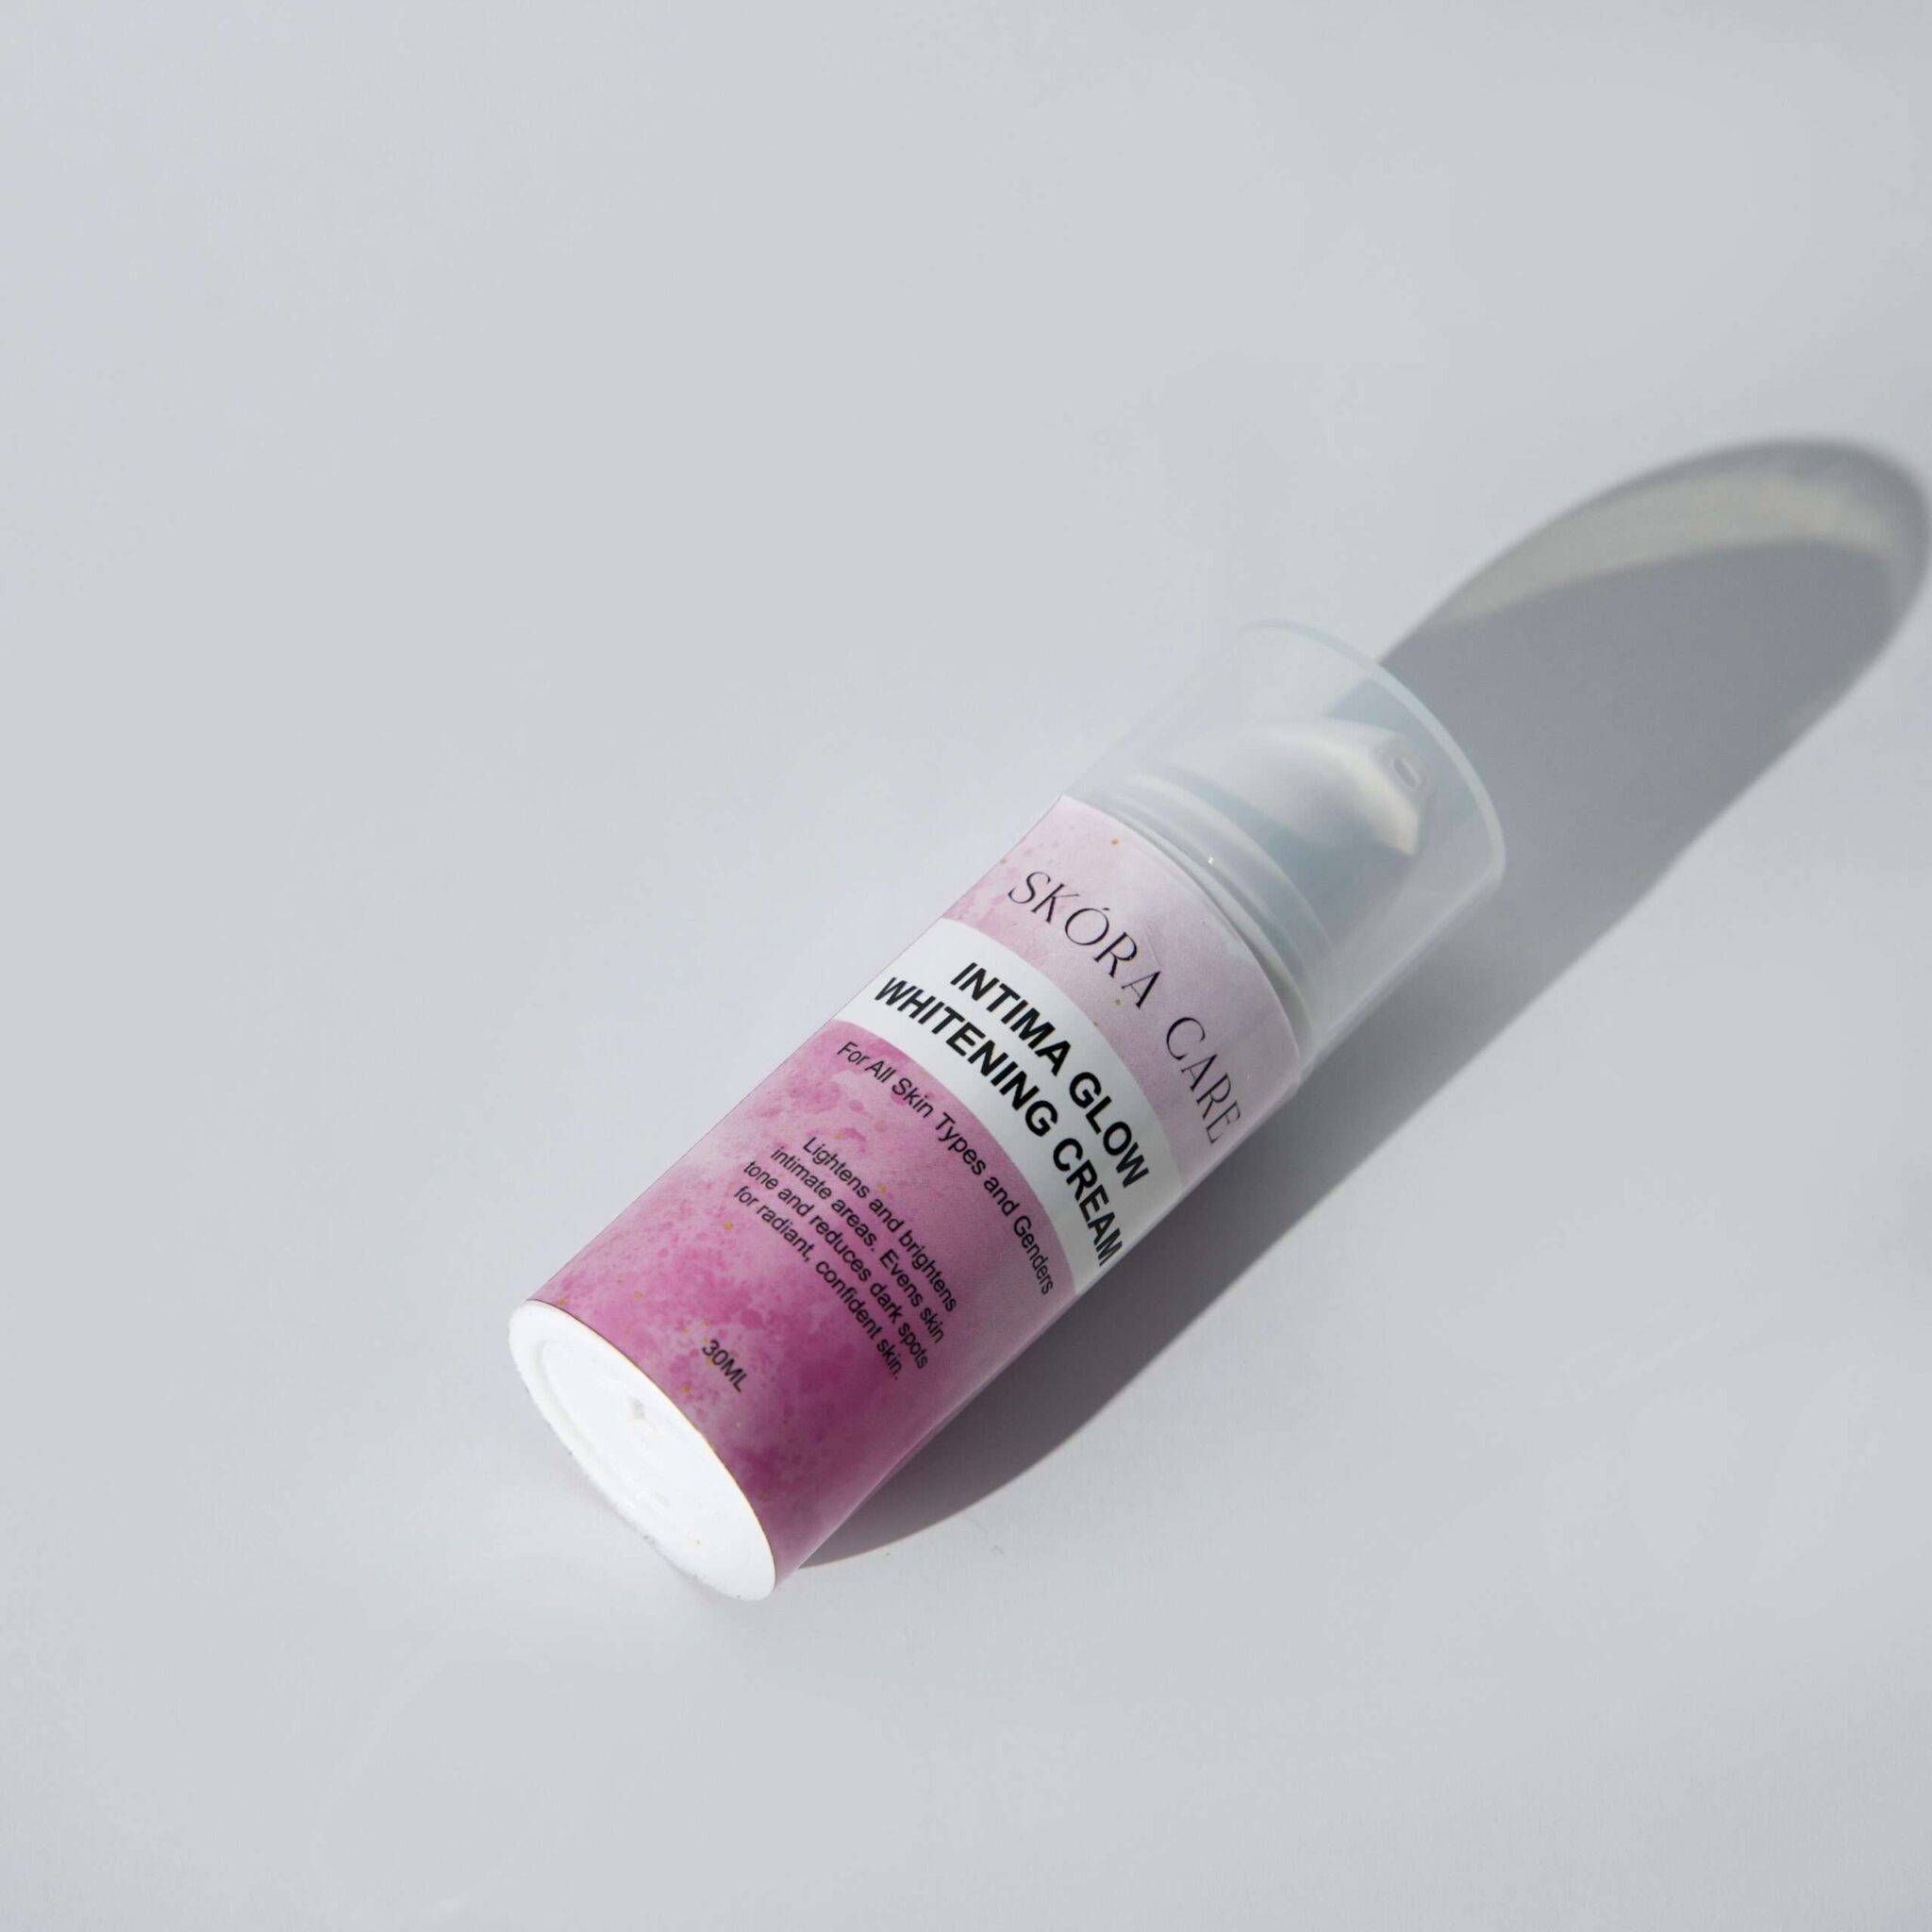 SKÓRA CARE
INTIMA GLOW
WHITENING CREAM
For All Skin Types and Genders
Lightens and brightens
intimate areas. Evens skin
tone and reduces dark spots
for radiant, confident skin.
30ML